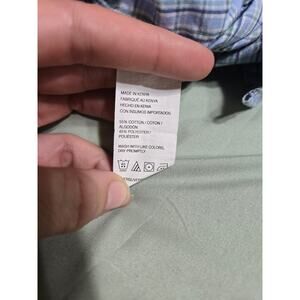 MADE IN KENYA
FABRIQUÉ AU KENYA
HECHO EN KENIA
CON INSUMOS IMPORTADOS
55% COTTON / COTON /
ALGODÓN
45% POLYESTER /
POLIÉSTER
WASH WITH LIKE COLORS,
DRY PROMPTLY.